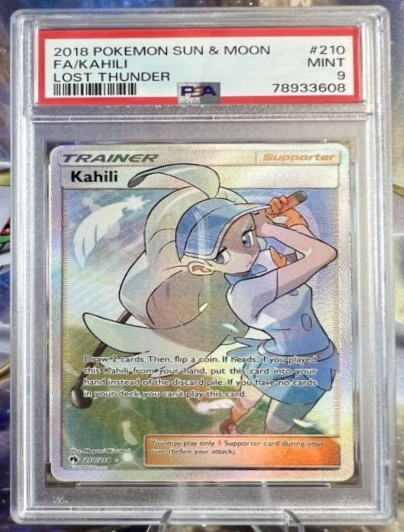 2018 POKEMON SUN & MOON #210
FA/KAHILI MINT
LOST THUNDER 9
PSA 78933608
TRAINER Supporter
Kahili
Draw 2 cards. Then, flip a coin. If heads, if you played
this Kahili from your hand, put this card into your
hand instead of the discard pile. If you have no cards
in your deck, you can't play this card.
You may play only 1 Supporter card during your
turn (before your attack).
210/214